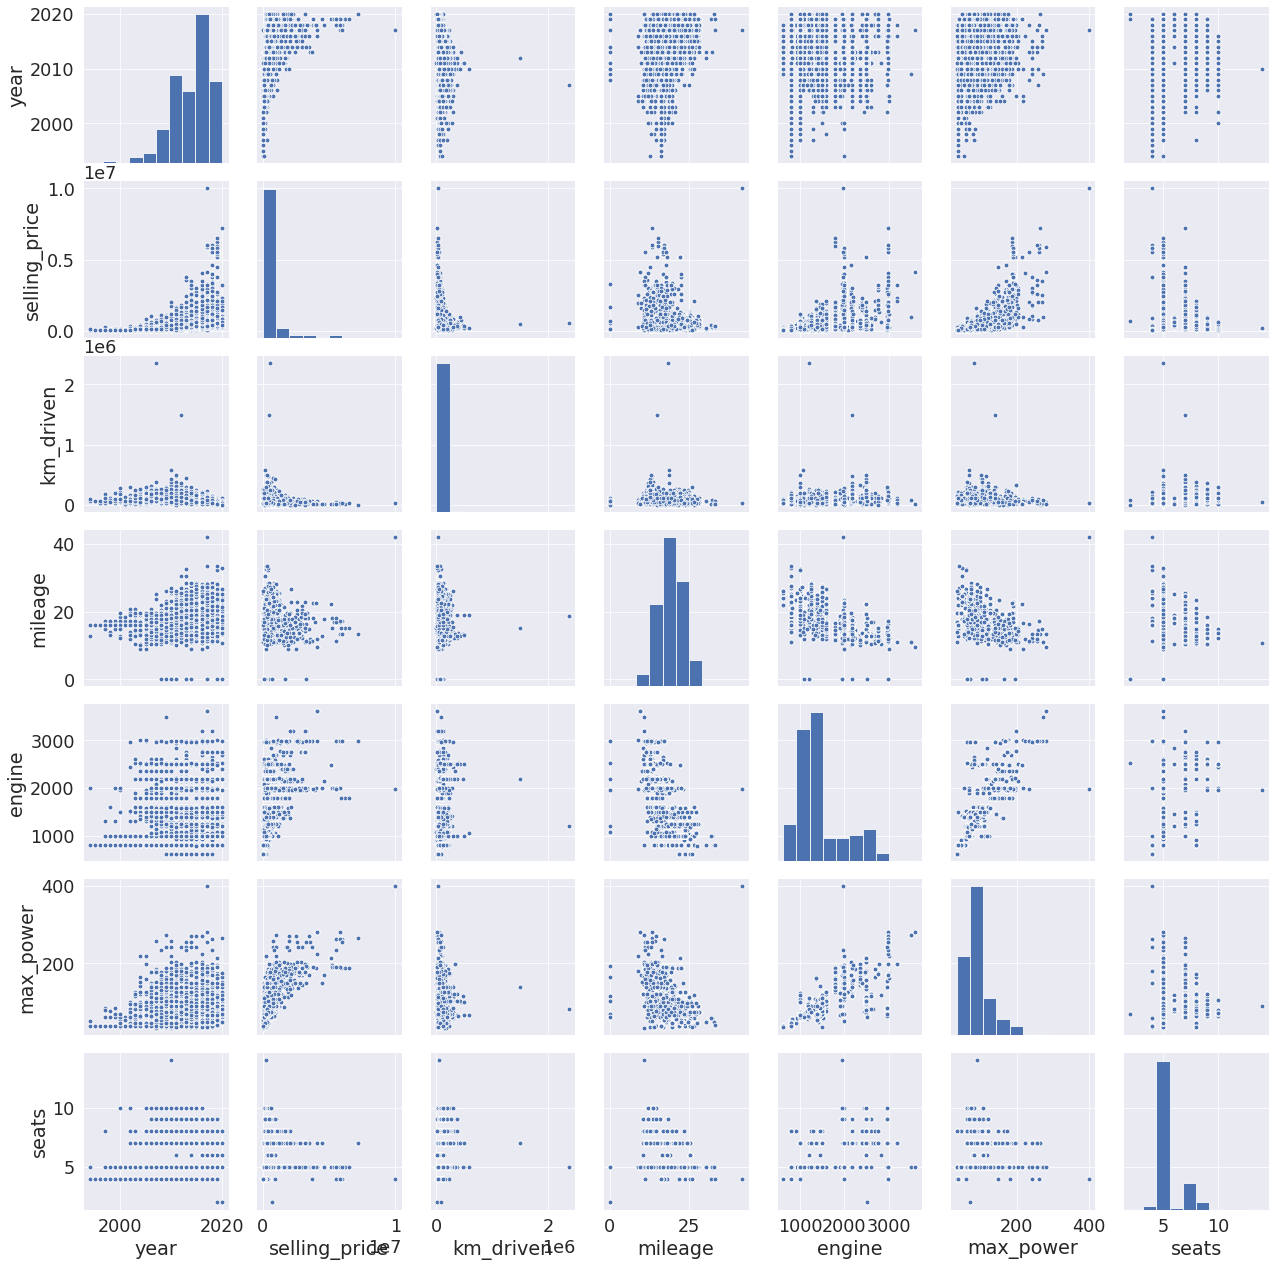 2020
2010
2000
year
1e7
1.0
0.5
0.0
selling_price
1e6
2
1
0
km_driven
40
20
0
mileage
3000
2000
1000
engine
400
200
max_power
10
5
seats
2000 2020 0 1 0 2 0 25 1000 2000 3000 200 400 5 10
1e7 1e6
year selling_price km_driven mileage engine max_power seats